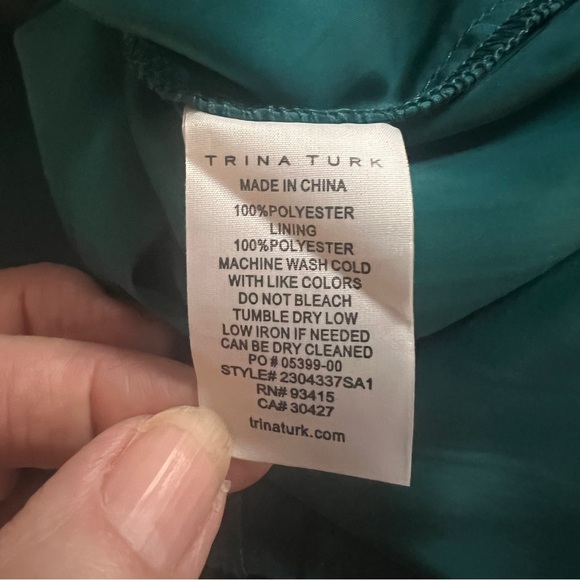 TRINA TURK
MADE IN CHINA
100%POLYESTER
LINING
100%POLYESTER
MACHINE WASH COLD
WITH LIKE COLORS
DO NOT BLEACH
TUMBLE DRY LOW
LOW IRON IF NEEDED
CAN BE DRY CLEANED
PO # 05399-00
STYLE# 2304337SA1
RN# 93415
CA# 30427
trinaturk.com